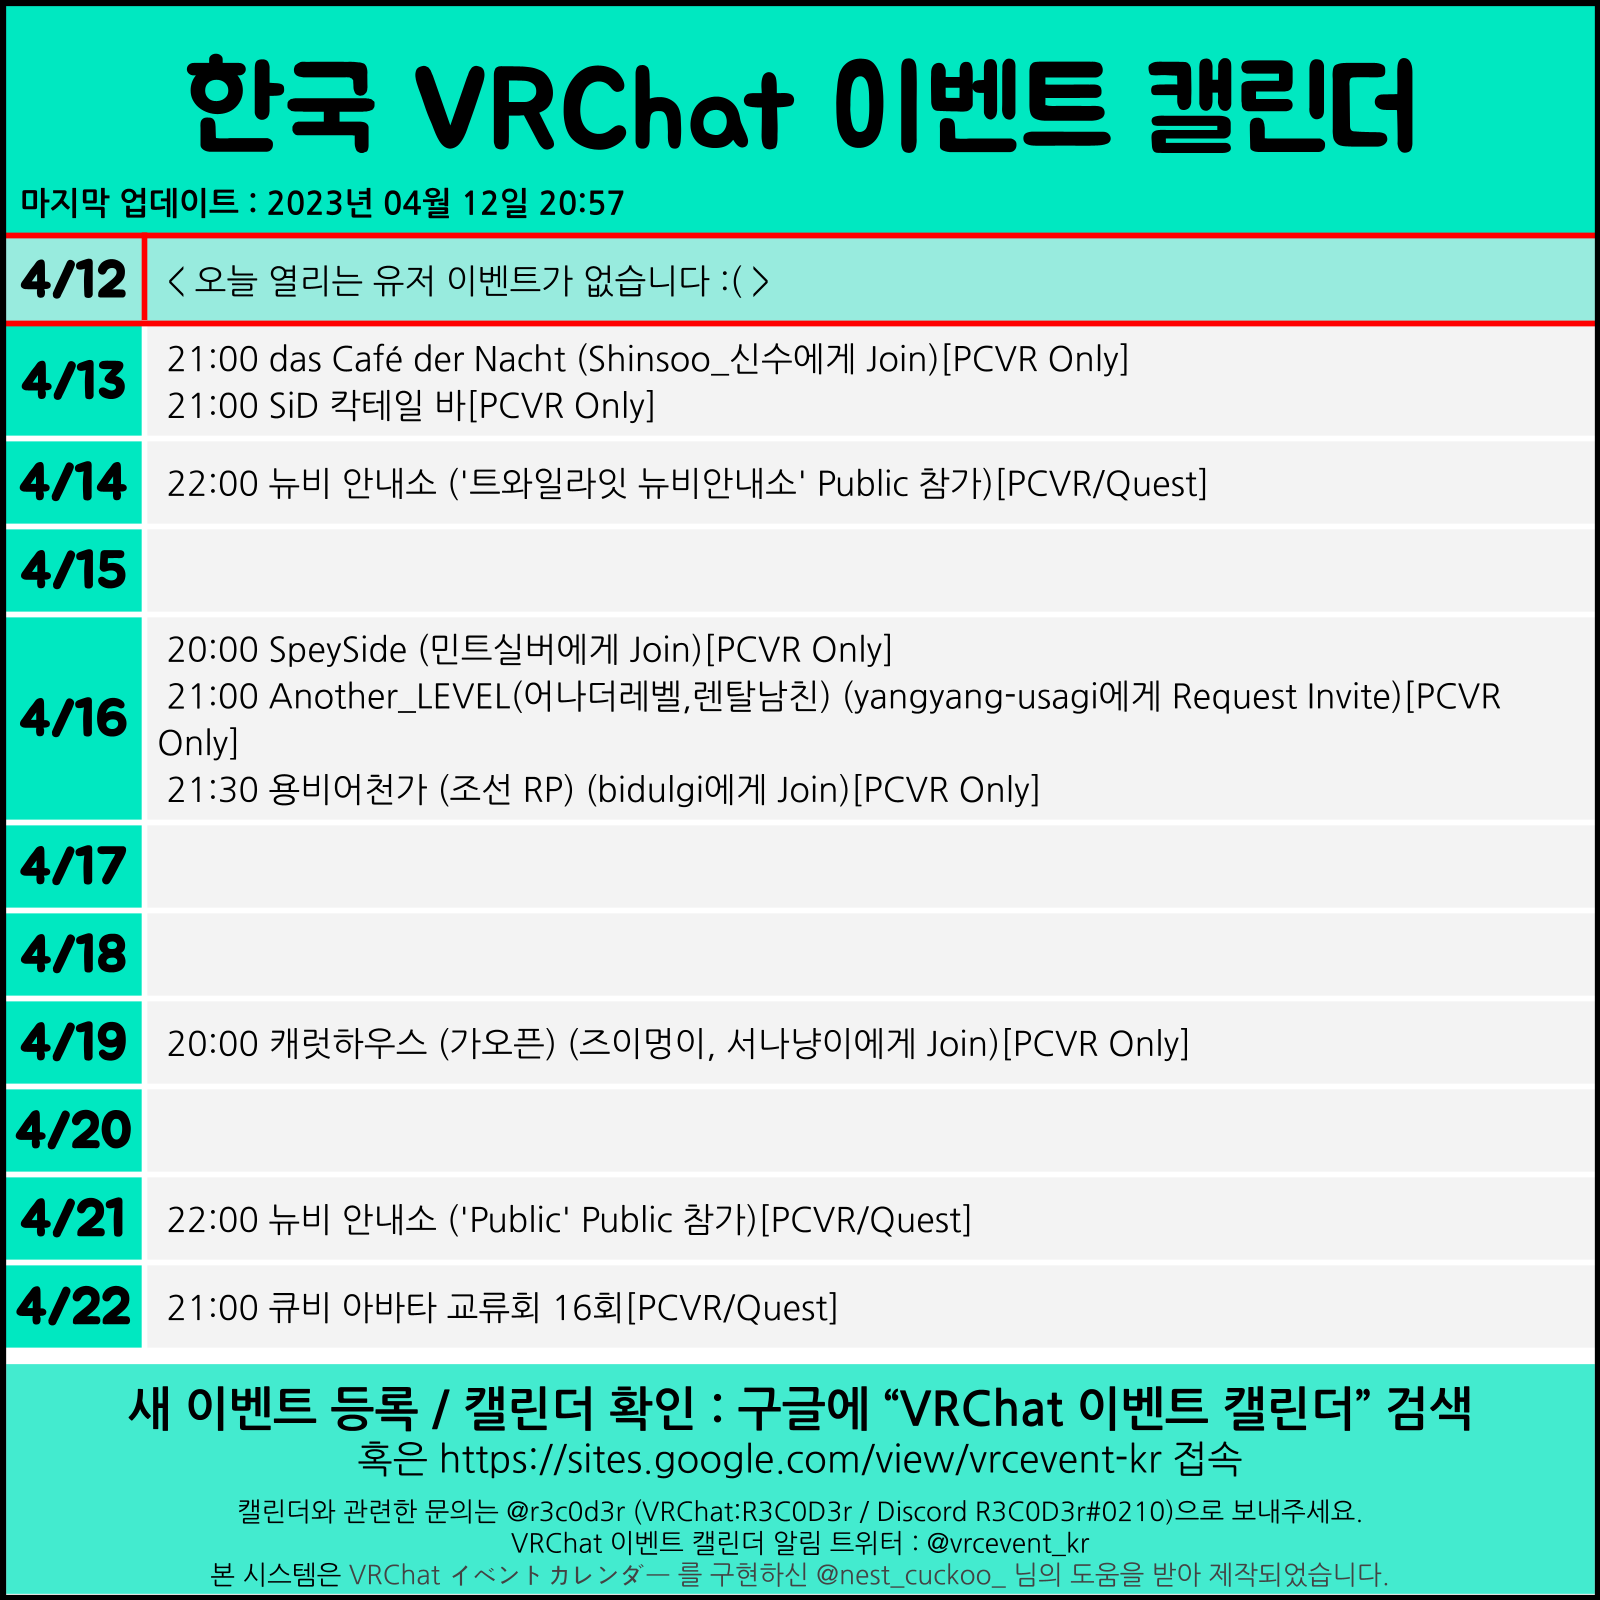 한국 VRChat 이벤트 캘린더
마지막 업데이트 : 2023년 04월 12일 20:57
4/12
< 오늘 열리는 유저 이벤트가 없습니다 :( >
4/13
21:00 das Café der Nacht (Shinsoo_신수에게 Join)[PCVR Only]
21:00 SiD 칵테일 바[PCVR Only]
4/14
22:00 뉴비 안내소 ('트와일라잇 뉴비안내소' Public 참가)[PCVR/Quest]
4/15
4/16
20:00 SpeySide (민트실버에게 Join)[PCVR Only]
21:00 Another_LEVEL(어나더레벨,렌탈남친) (yangyang-usagi에게 Request Invite)[PCVR
Only]
21:30 용비어천가 (조선 RP) (bidulgi에게 Join)[PCVR Only]
4/17
4/18
4/19
20:00 캐럿하우스 (가오픈) (즈이멍이, 서나냥이에게 Join)[PCVR Only]
4/20
4/21
22:00 뉴비 안내소 ('Public' Public 참가)[PCVR/Quest]
4/22
21:00 큐비 아바타 교류회 16회[PCVR/Quest]
새 이벤트 등록 / 캘린더 확인 : 구글에 “VRChat 이벤트 캘린더” 검색
혹은 https://sites.google.com/view/vrcevent-kr 접속
캘린더와 관련한 문의는 @r3c0d3r (VRChat:R3C0D3r / Discord R3C0D3r#0210)으로 보내주세요.
VRChat 이벤트 캘린더 알림 트위터 : @vrcevent_kr
본 시스템은 VRChat イベントカレンダー 를 구현하신 @nest_cuckoo_ 님의 도움을 받아 제작되었습니다.